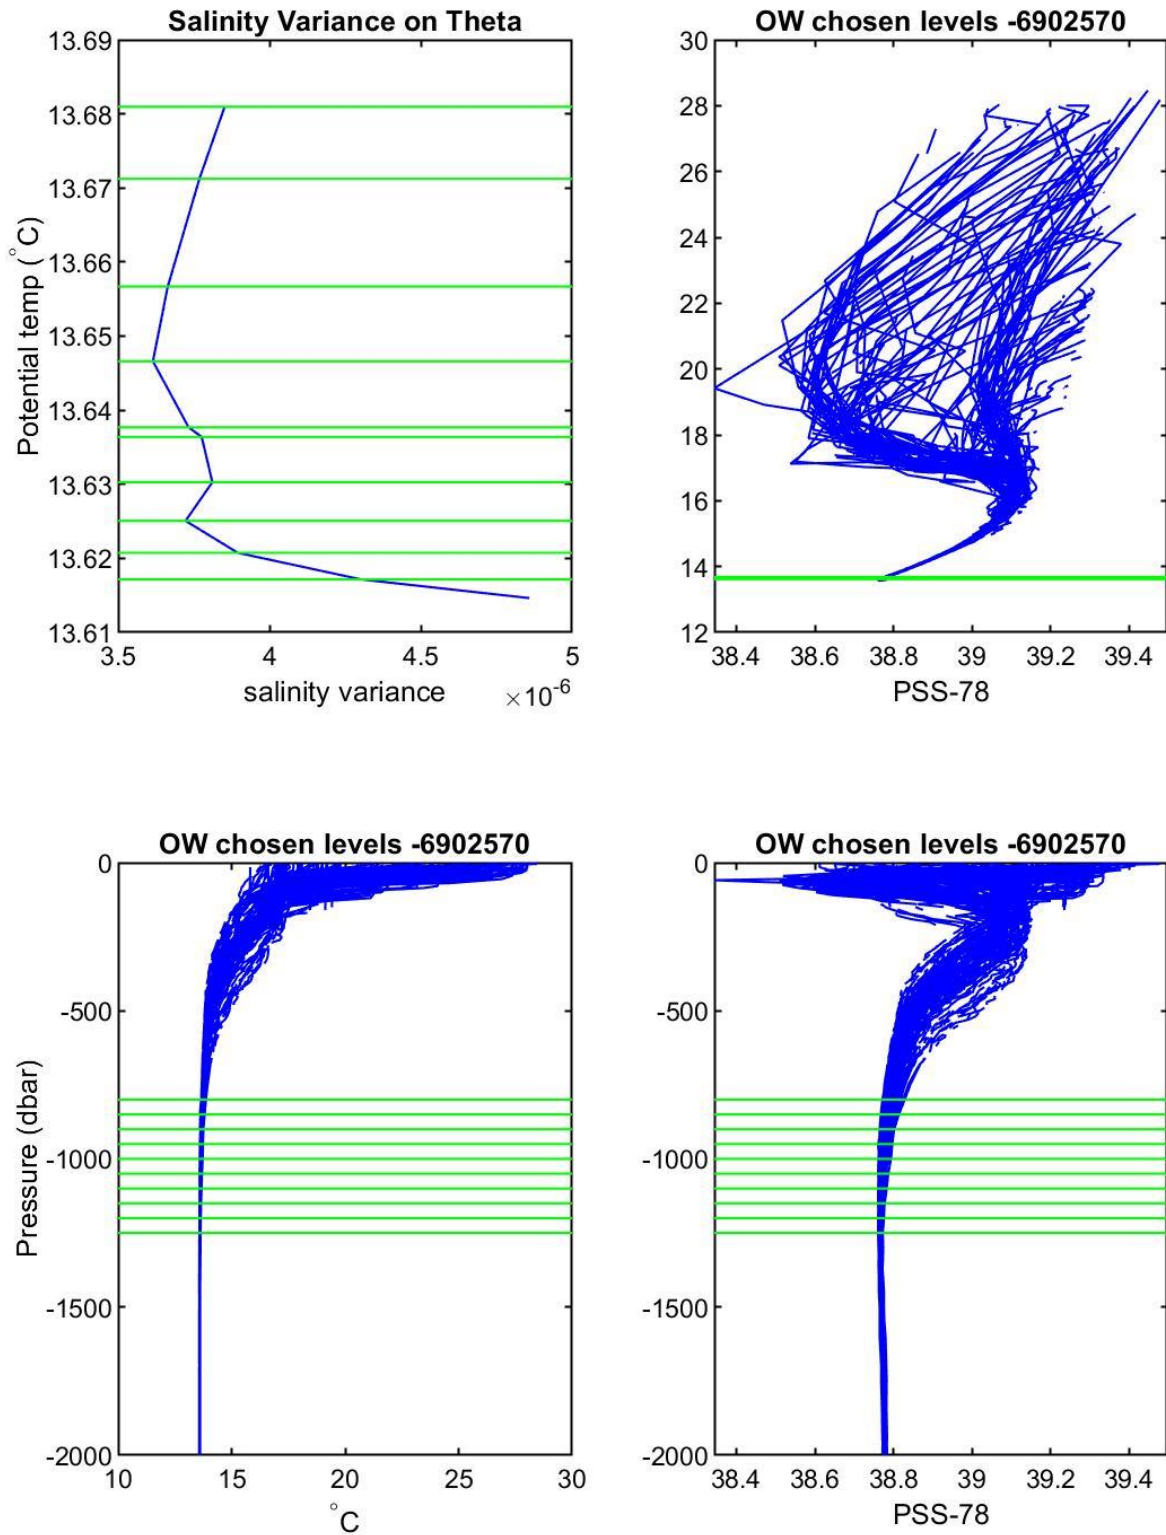 Salinity Variance on Theta
13.69
13.68
13.67
13.66
13.65
13.64
13.63
13.62
13.61
Potential temp (°C)
3.5 4 4.5 5
salinity variance ×10-6
OW chosen levels -6902570
30
28
26
24
22
20
18
16
14
12
38.4 38.6 38.8 39 39.2 39.4
PSS-78
OW chosen levels -6902570
0
-500
-1000
-1500
-2000
Pressure (dbar)
10 15 20 25 30
°C
OW chosen levels -6902570
0
-500
-1000
-1500
-2000
38.4 38.6 38.8 39 39.2 39.4
PSS-78